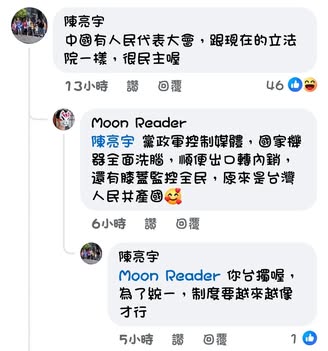 陳亮宇
中國有人民代表大會，跟現在的立法
院一樣，很民主喔
13小時 讚 回覆 46
Moon Reader
陳亮宇 黨政軍控制媒體，國家機
器全面洗腦，順便出口轉內銷，
還有膝蓋監控全民，原來是台灣
人民共產國
6小時 讚 回覆
陳亮宇
Moon Reader 你台獨喔，
為了統一，制度要越來越像
才行
5小時 讚 回覆 1